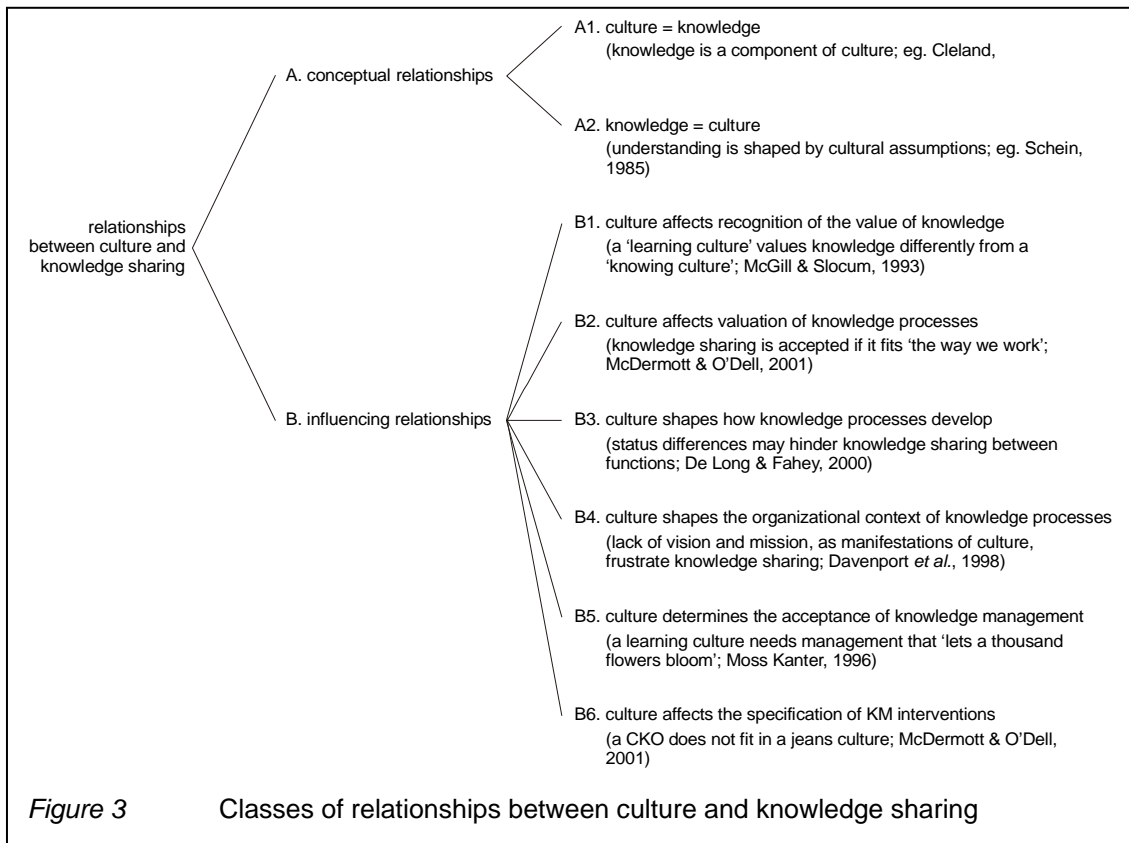 A1. culture = knowledge
(knowledge is a component of culture; eg. Cleland,
A. conceptual relationships
A2. knowledge = culture
(understanding is shaped by cultural assumptions; eg. Schein,
1985)
relationships
between culture and
knowledge sharing
B1. culture affects recognition of the value of knowledge
(a ‘learning culture’ values knowledge differently from a
‘knowing culture’; McGill & Slocum, 1993)
B2. culture affects valuation of knowledge processes
(knowledge sharing is accepted if it fits ‘the way we work’;
McDermott & O’Dell, 2001)
B. influencing relationships
B3. culture shapes how knowledge processes develop
(status differences may hinder knowledge sharing between
functions; De Long & Fahey, 2000)
B4. culture shapes the organizational context of knowledge processes
(lack of vision and mission, as manifestations of culture,
frustrate knowledge sharing; Davenport et al., 1998)
B5. culture determines the acceptance of knowledge management
(a learning culture needs management that ‘lets a thousand
flowers bloom’; Moss Kanter, 1996)
B6. culture affects the specification of KM interventions
(a CKO does not fit in a jeans culture; McDermott & O’Dell,
2001)
Figure 3 Classes of relationships between culture and knowledge sharing